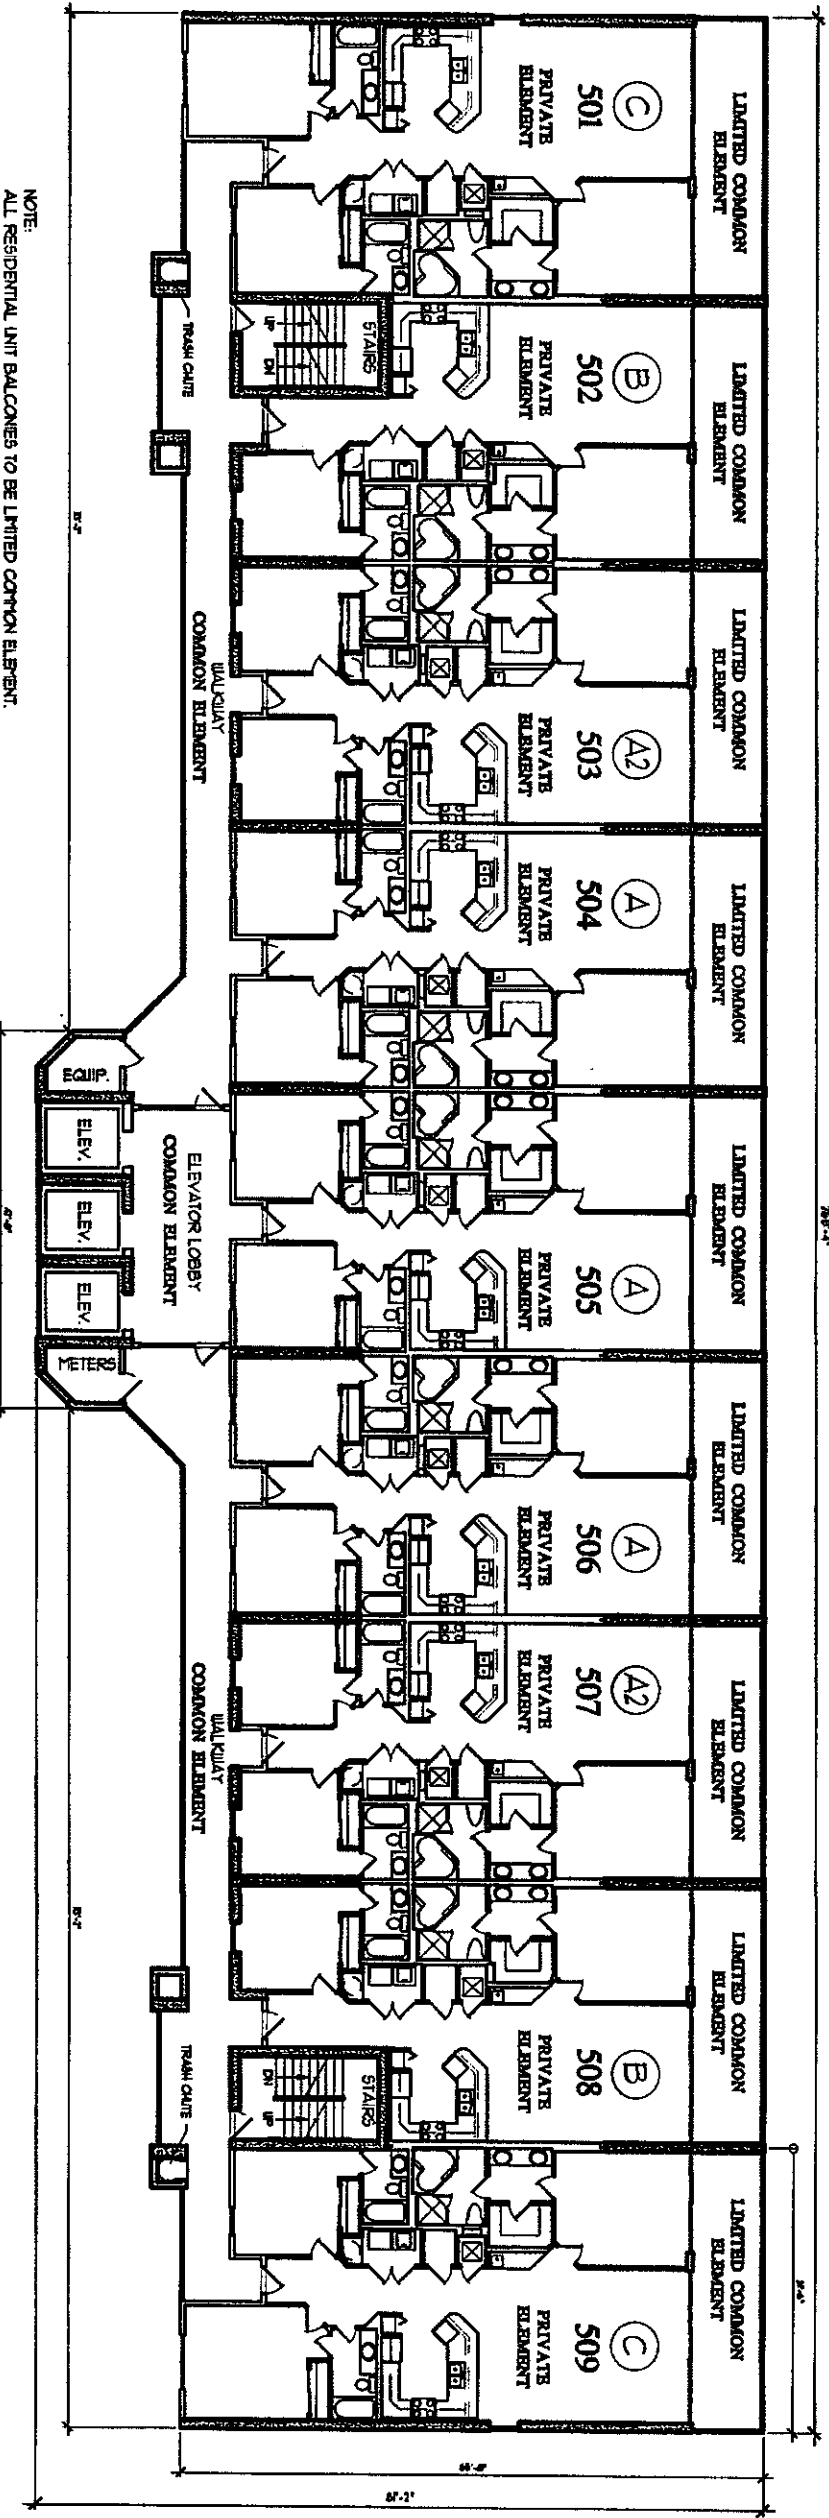 LIMITED COMMON
ELEMENT
LIMITED COMMON
ELEMENT
LIMITED COMMON
ELEMENT
LIMITED COMMON
ELEMENT
LIMITED COMMON
ELEMENT
LIMITED COMMON
ELEMENT
LIMITED COMMON
ELEMENT
LIMITED COMMON
ELEMENT
LIMITED COMMON
ELEMENT
C
501
PRIVATE
ELEMENT
B
502
PRIVATE
ELEMENT
A2
503
PRIVATE
ELEMENT
A
504
PRIVATE
ELEMENT
A
505
PRIVATE
ELEMENT
A
506
PRIVATE
ELEMENT
A2
507
PRIVATE
ELEMENT
B
508
PRIVATE
ELEMENT
C
509
PRIVATE
ELEMENT
STAIRS
UP
DN
STAIRS
DN
UP
TRASH CHUTE
WALKWAY
COMMON ELEMENT
ELEVATOR LOBBY
COMMON ELEMENT
WALKWAY
COMMON ELEMENT
TRASH CHUTE
EQUIP.
ELEV.
ELEV.
ELEV.
METERS
81'-2"
NOTE:
ALL RESIDENTIAL UNIT BALCONIES TO BE LIMITED COMMON ELEMENT.